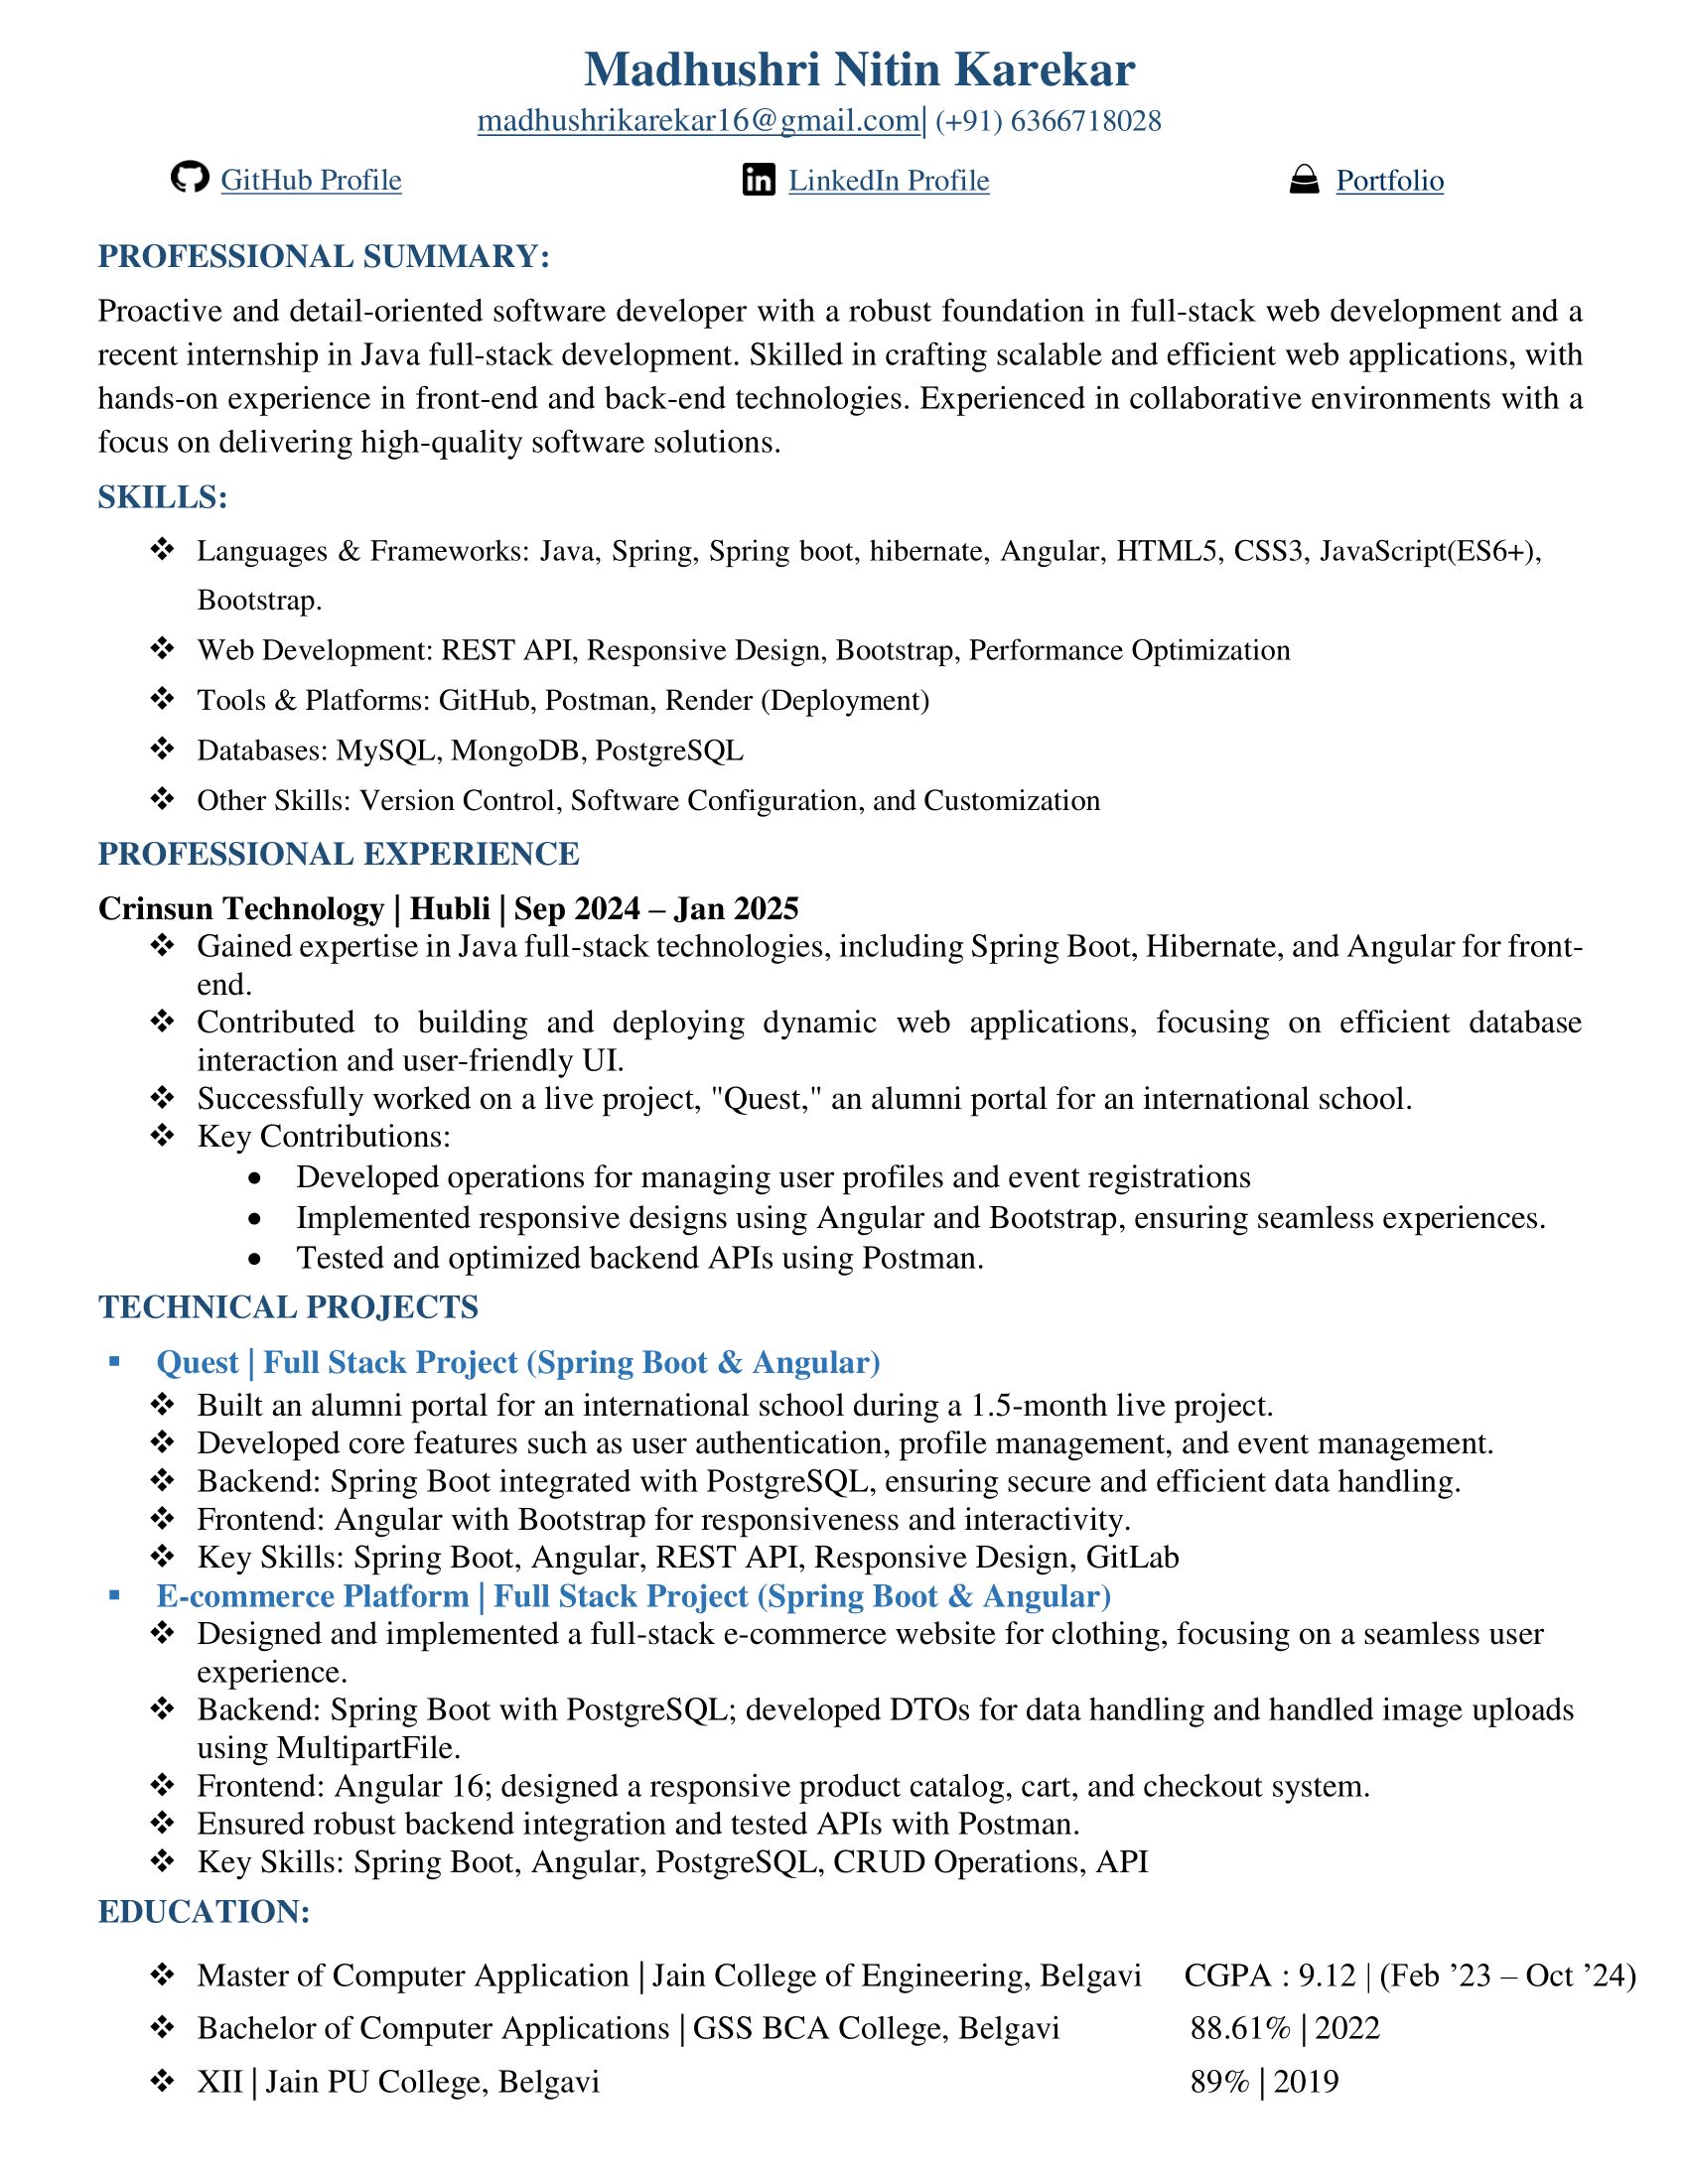 Madhushri Nitin Karekar
madhushrikarekar16@gmail.com| (+91) 6366718028
GitHub Profile LinkedIn Profile Portfolio
PROFESSIONAL SUMMARY:
Proactive and detail-oriented software developer with a robust foundation in full-stack web development and a
recent internship in Java full-stack development. Skilled in crafting scalable and efficient web applications, with
hands-on experience in front-end and back-end technologies. Experienced in collaborative environments with a
focus on delivering high-quality software solutions.
SKILLS:
❖ Languages & Frameworks: Java, Spring, Spring boot, hibernate, Angular, HTML5, CSS3, JavaScript(ES6+),
Bootstrap.
❖ Web Development: REST API, Responsive Design, Bootstrap, Performance Optimization
❖ Tools & Platforms: GitHub, Postman, Render (Deployment)
❖ Databases: MySQL, MongoDB, PostgreSQL
❖ Other Skills: Version Control, Software Configuration, and Customization
PROFESSIONAL EXPERIENCE
Crinsun Technology | Hubli | Sep 2024 – Jan 2025
❖ Gained expertise in Java full-stack technologies, including Spring Boot, Hibernate, and Angular for front-
end.
❖ Contributed to building and deploying dynamic web applications, focusing on efficient database
interaction and user-friendly UI.
❖ Successfully worked on a live project, "Quest," an alumni portal for an international school.
❖ Key Contributions:
• Developed operations for managing user profiles and event registrations
• Implemented responsive designs using Angular and Bootstrap, ensuring seamless experiences.
• Tested and optimized backend APIs using Postman.
TECHNICAL PROJECTS
▪ Quest | Full Stack Project (Spring Boot & Angular)
❖ Built an alumni portal for an international school during a 1.5-month live project.
❖ Developed core features such as user authentication, profile management, and event management.
❖ Backend: Spring Boot integrated with PostgreSQL, ensuring secure and efficient data handling.
❖ Frontend: Angular with Bootstrap for responsiveness and interactivity.
❖ Key Skills: Spring Boot, Angular, REST API, Responsive Design, GitLab
▪ E-commerce Platform | Full Stack Project (Spring Boot & Angular)
❖ Designed and implemented a full-stack e-commerce website for clothing, focusing on a seamless user
experience.
❖ Backend: Spring Boot with PostgreSQL; developed DTOs for data handling and handled image uploads
using MultipartFile.
❖ Frontend: Angular 16; designed a responsive product catalog, cart, and checkout system.
❖ Ensured robust backend integration and tested APIs with Postman.
❖ Key Skills: Spring Boot, Angular, PostgreSQL, CRUD Operations, API
EDUCATION:
❖ Master of Computer Application | Jain College of Engineering, Belgavi CGPA : 9.12 | (Feb ’23 – Oct ’24)
❖ Bachelor of Computer Applications | GSS BCA College, Belgavi 88.61% | 2022
❖ XII | Jain PU College, Belgavi 89% | 2019